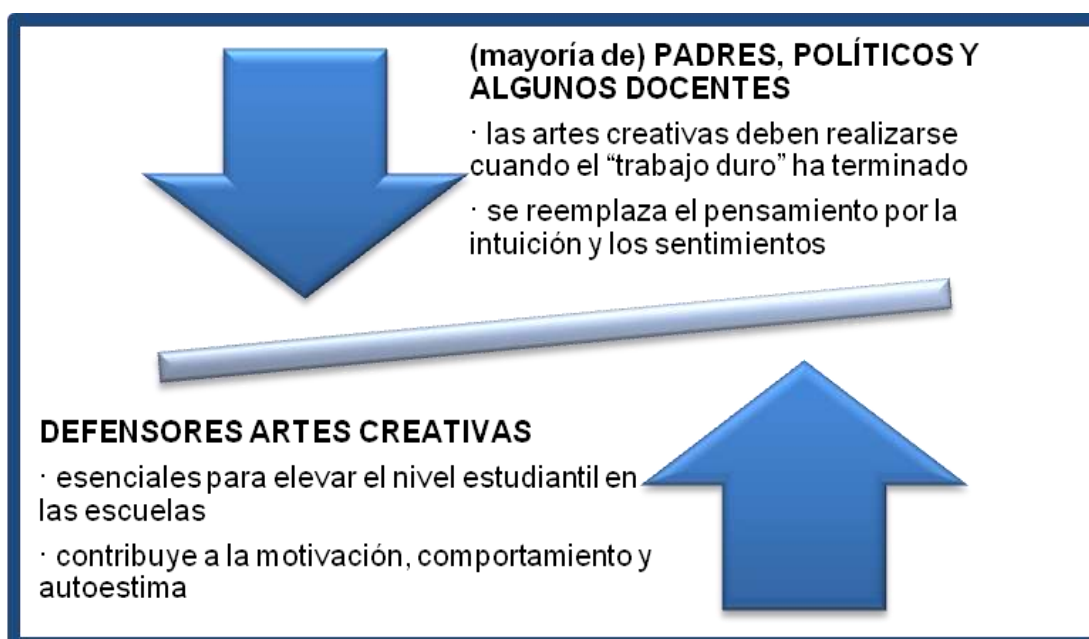 (mayoría de) PADRES, POLÍTICOS Y
ALGUNOS DOCENTES
· las artes creativas deben realizarse
cuando el “trabajo duro” ha terminado
· se reemplaza el pensamiento por la
intuición y los sentimientos
DEFENSORES ARTES CREATIVAS
· esenciales para elevar el nivel estudiantil en
las escuelas
· contribuye a la motivación, comportamiento y
autoestima